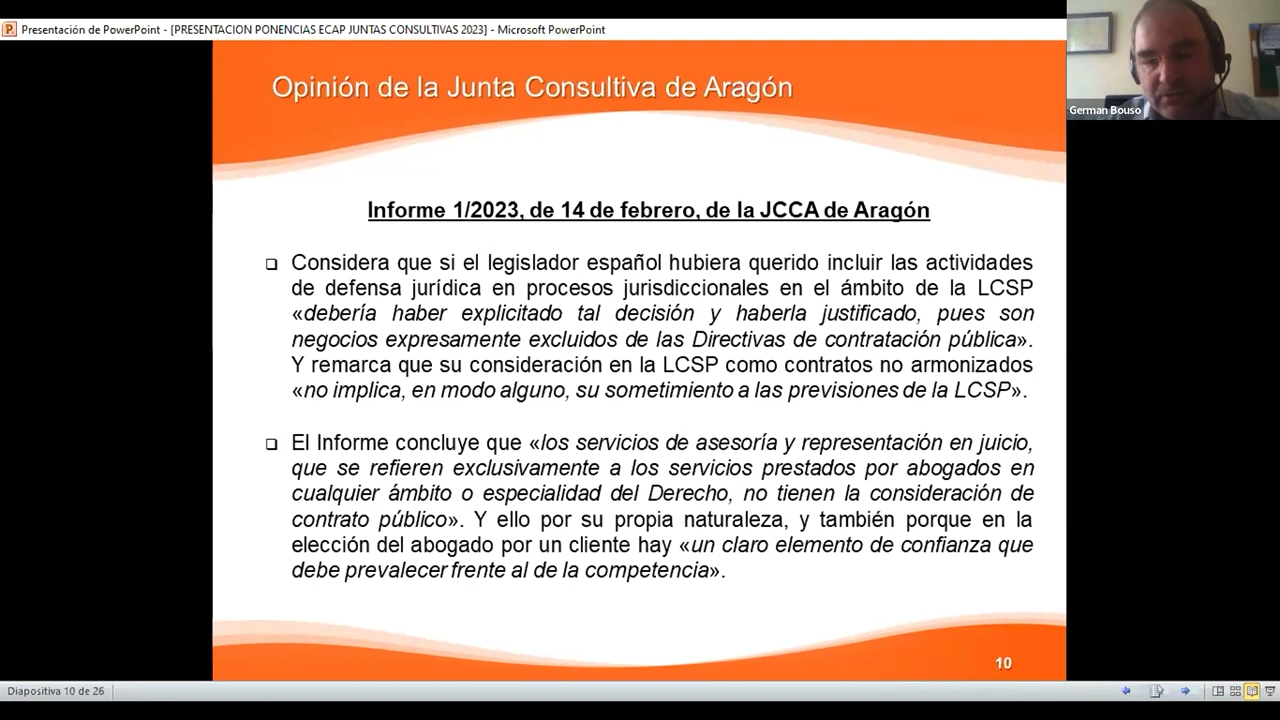 Presentación de PowerPoint - [PRESENTACION PONENCIAS ECAP JUNTAS CONSULTIVAS 2023] - Microsoft PowerPoint
German Bouso
Opinión de la Junta Consultiva de Aragón
Informe 1/2023, de 14 de febrero, de la JCCA de Aragón
❑ Considera que si el legislador español hubiera querido incluir las actividades
de defensa jurídica en procesos jurisdiccionales en el ámbito de la LCSP
«debería haber explicitado tal decisión y haberla justificado, pues son
negocios expresamente excluidos de las Directivas de contratación pública».
Y remarca que su consideración en la LCSP como contratos no armonizados
«no implica, en modo alguno, su sometimiento a las previsiones de la LCSP».
❑ El Informe concluye que «los servicios de asesoría y representación en juicio,
que se refieren exclusivamente a los servicios prestados por abogados en
cualquier ámbito o especialidad del Derecho, no tienen la consideración de
contrato público». Y ello por su propia naturaleza, y también porque en la
elección del abogado por un cliente hay «un claro elemento de confianza que
debe prevalecer frente al de la competencia».
10
Diapositiva 10 de 26